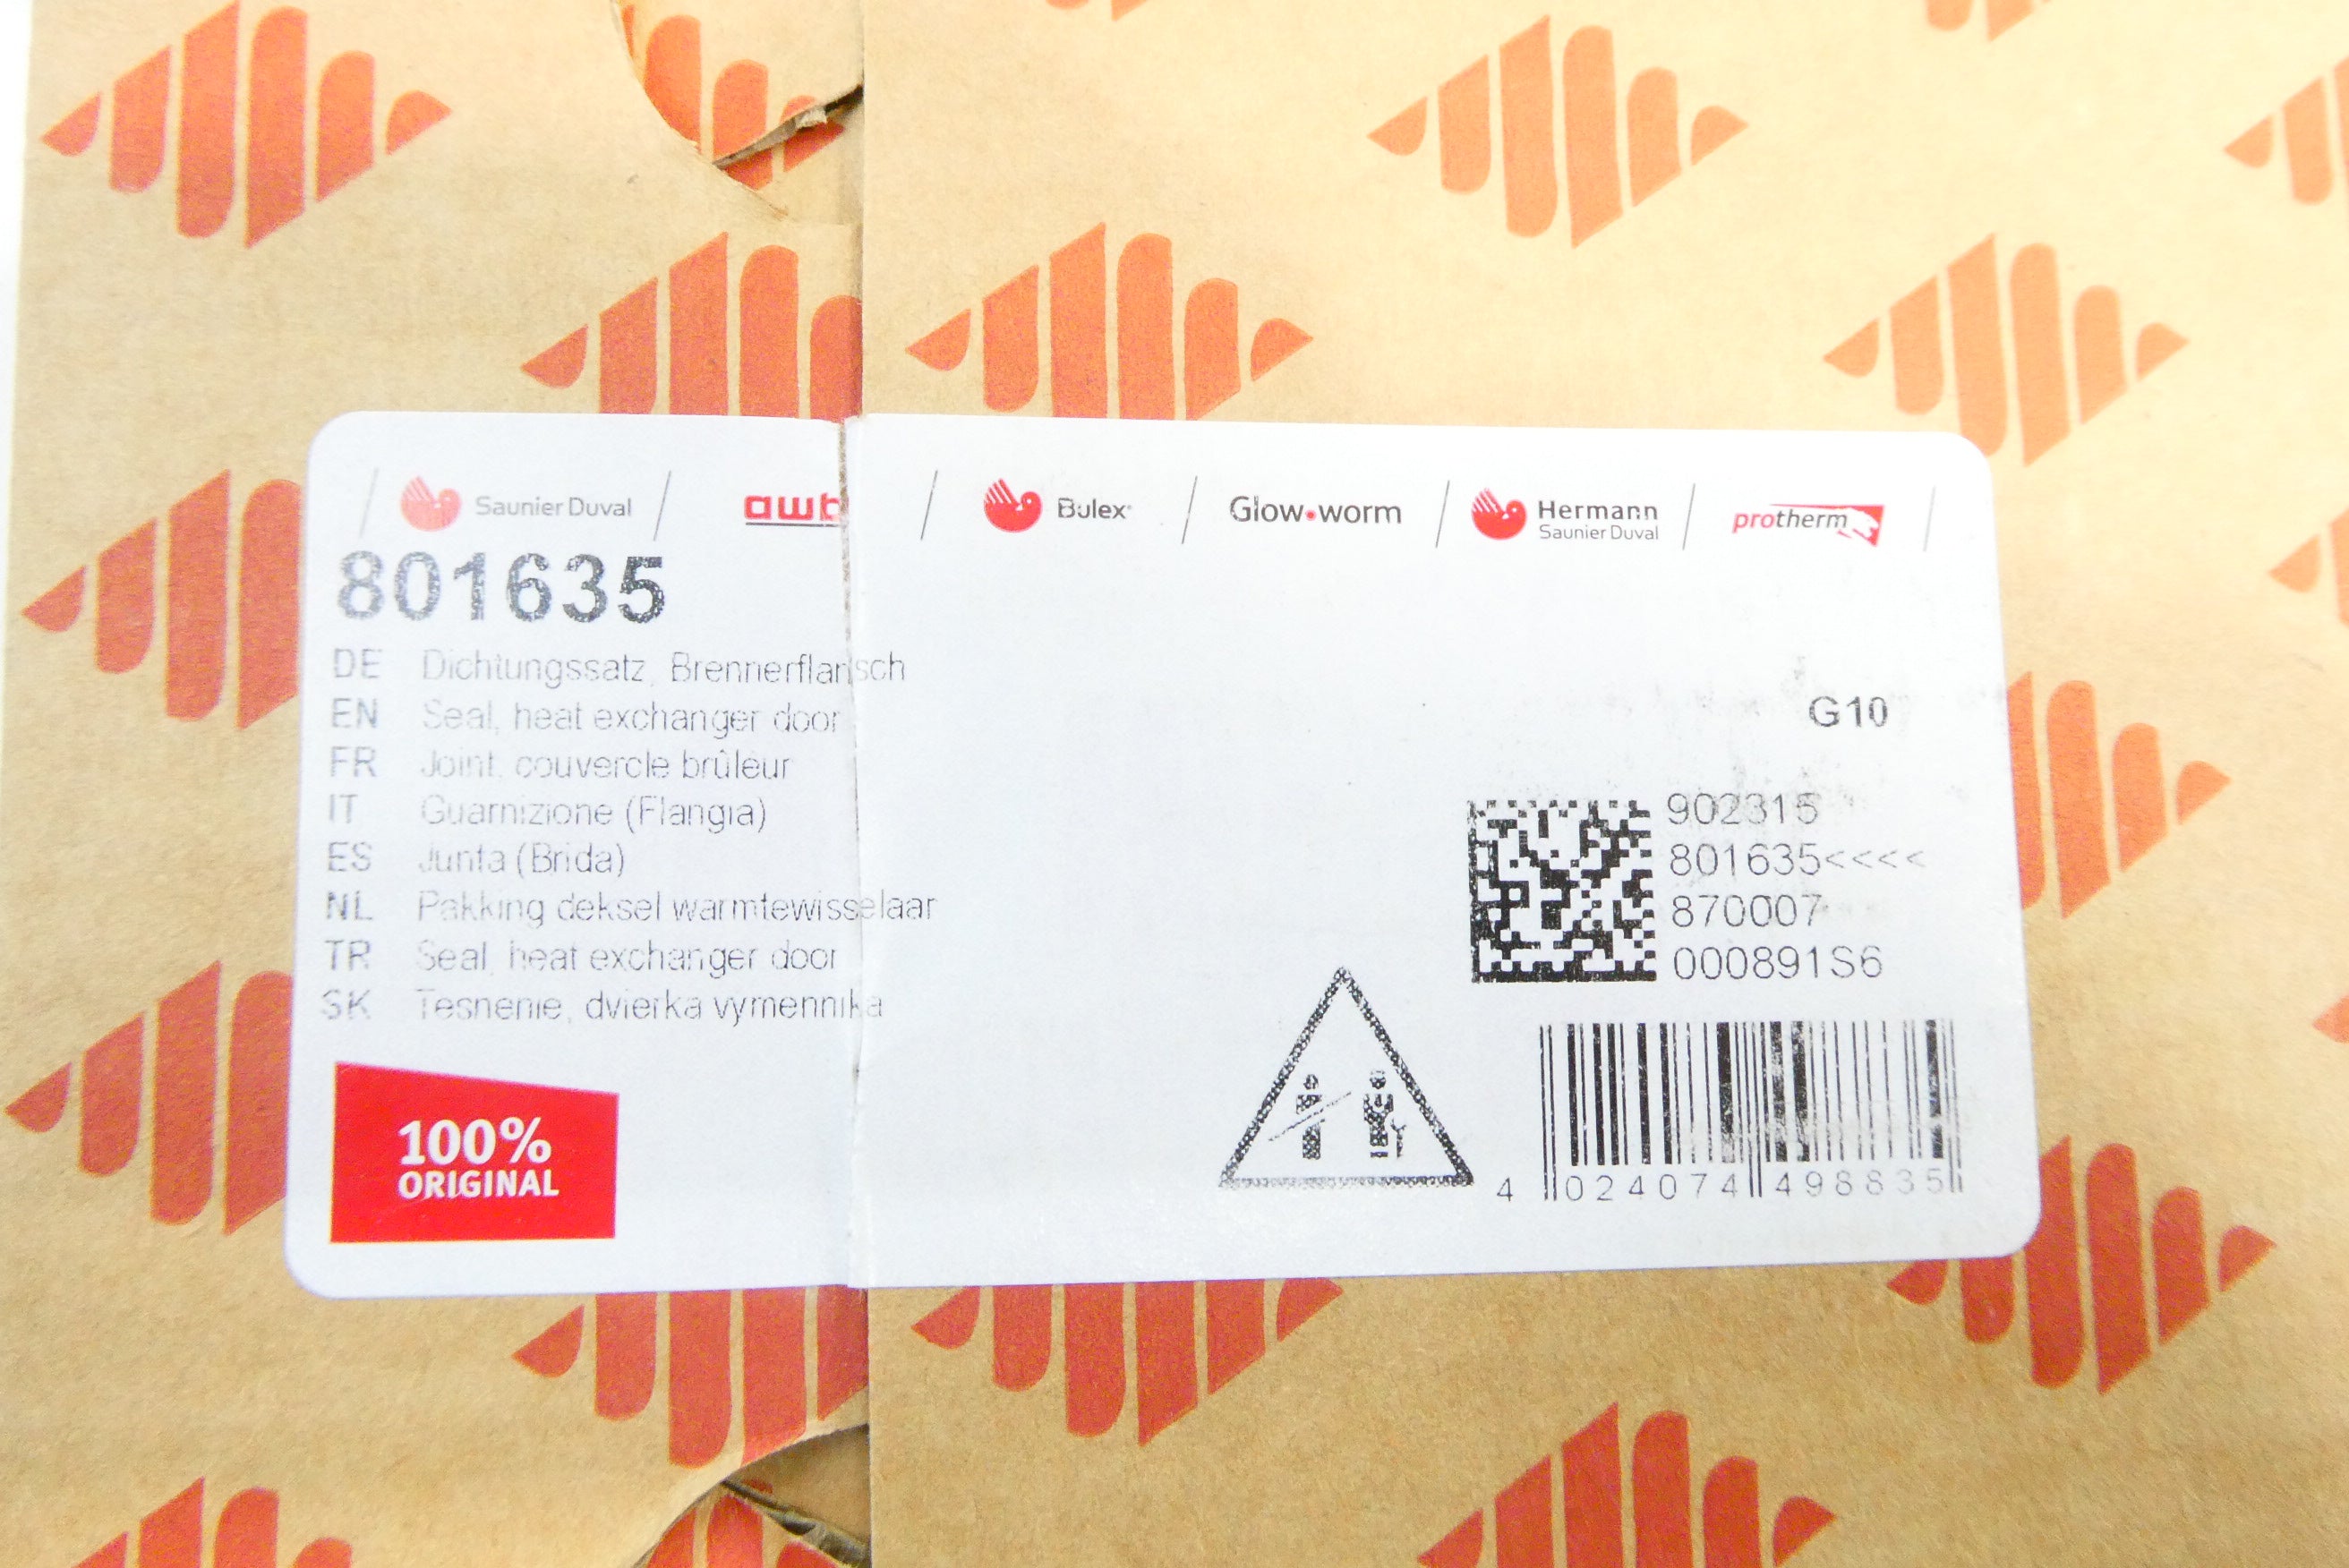 Saunier Duval awb Bulex Glow-worm Hermann Saunier Duval protherm
801635
DE Dichtungssatz, Brennerflansch
EN Seal, heat exchanger door
FR Joint, couvercle brûleur
IT Guarnizione (Flangia)
ES Junta (Brida)
NL Pakking deksel warmtewisselaar
TR Seal, heat exchanger door
SK Tesnenie, dvierka vymennika
100%
ORIGINAL
G10
902315
801635<<<<
870007
000891S6
4 024074 498835